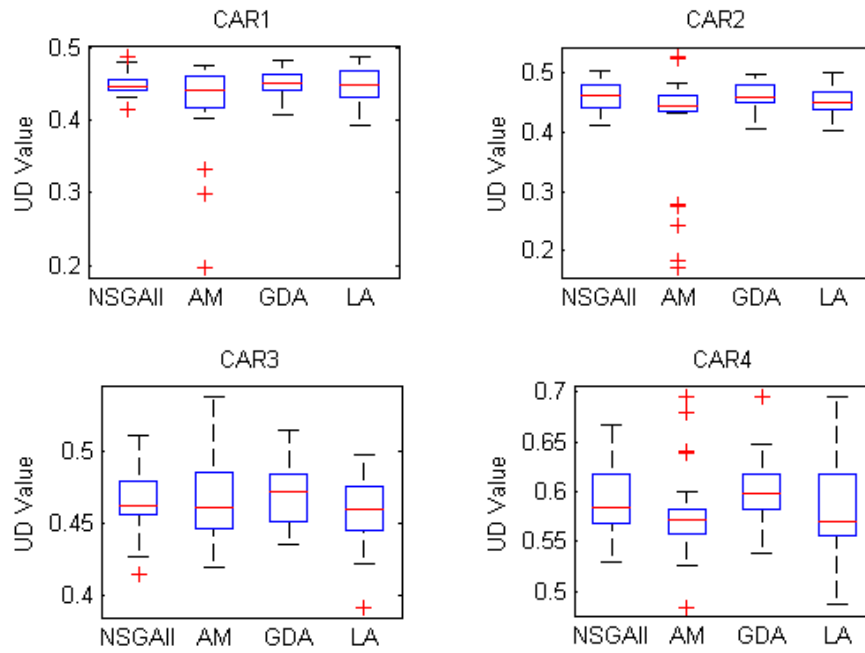 CAR1
0.5
0.4
0.3
0.2
UD Value
NSGAII AM GDA LA
CAR2
0.5
0.4
0.3
0.2
UD Value
NSGAII AM GDA LA
CAR3
0.5
0.45
0.4
UD Value
NSGAII AM GDA LA
CAR4
0.7
0.65
0.6
0.55
0.5
UD Value
NSGAII AM GDA LA